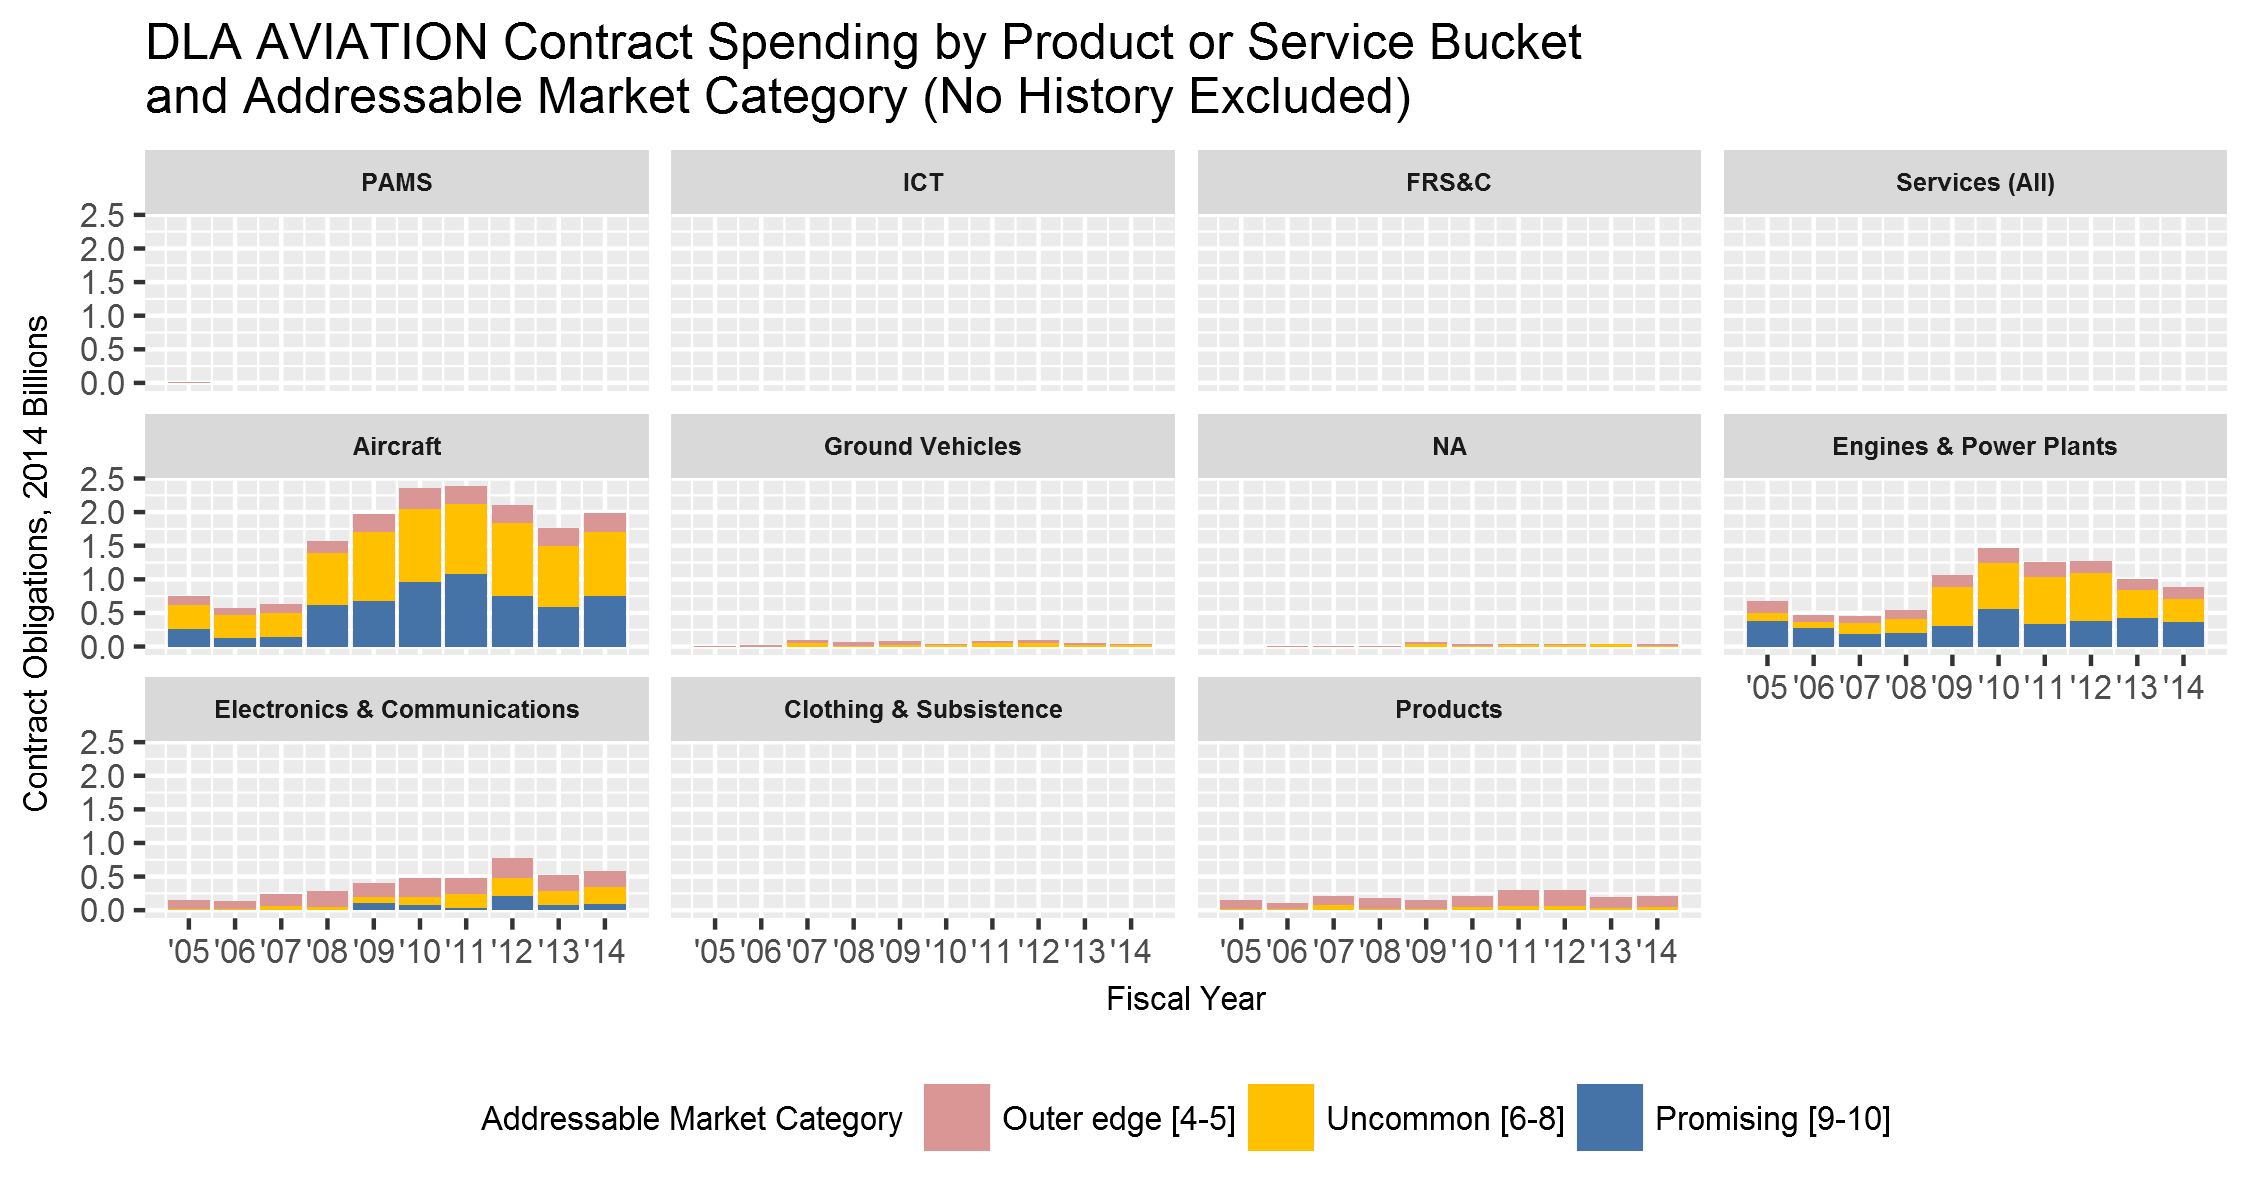 DLA AVIATION Contract Spending by Product or Service Bucket
and Addressable Market Category (No History Excluded)
PAMS
ICT
FRS&C
Services (All)
2.5
2.0
1.5
1.0
0.5
0.0
Aircraft
Ground Vehicles
NA
Engines & Power Plants
2.5
2.0
1.5
1.0
0.5
0.0
'05 '06 '07 '08 '09 '10 '11 '12 '13 '14
Electronics & Communications
Clothing & Subsistence
Products
2.5
2.0
1.5
1.0
0.5
0.0
'05 '06 '07 '08 '09 '10 '11 '12 '13 '14
'05 '06 '07 '08 '09 '10 '11 '12 '13 '14
'05 '06 '07 '08 '09 '10 '11 '12 '13 '14
Contract Obligations, 2014 Billions
Fiscal Year
Addressable Market Category
Outer edge [4-5]
Uncommon [6-8]
Promising [9-10]